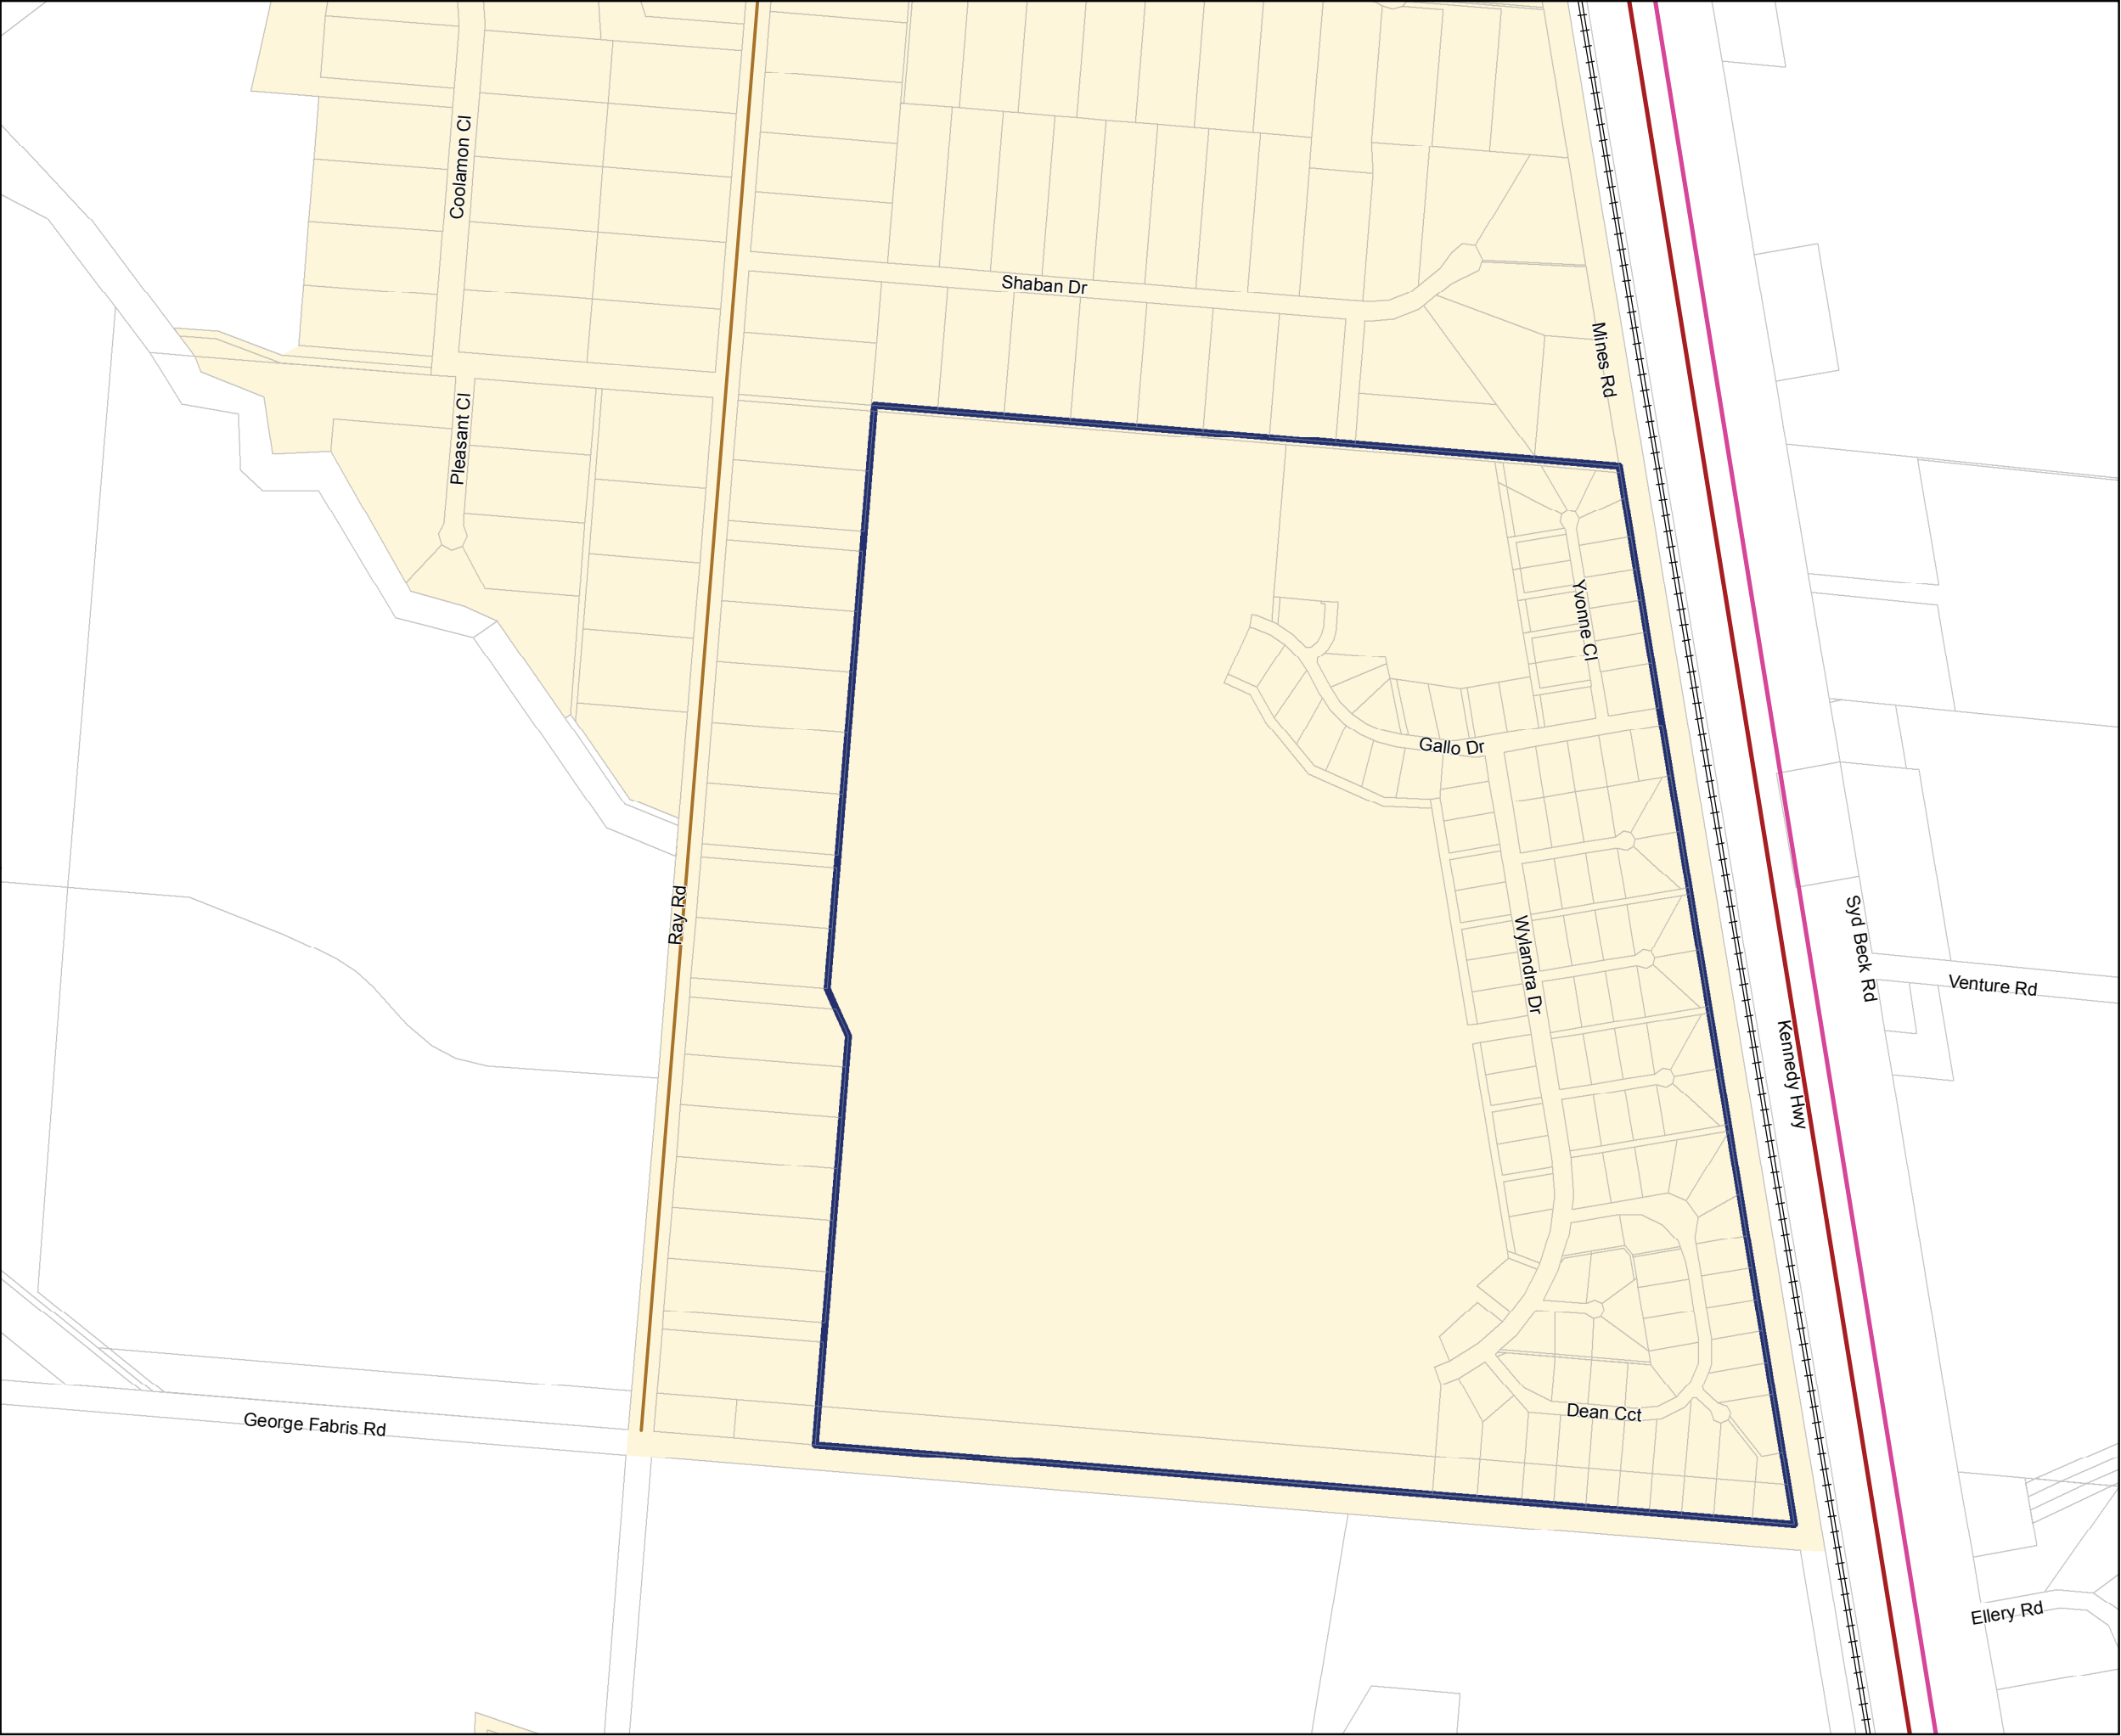 Coolamon Cl
Shaban Dr
Mines Rd
Pleasant Cl
Yvonne Cl
Gallo Dr
Ray Rd
Wylandra Dr
Syd Beck Rd
Venture Rd
Kennedy Hwy
Dean Cct
George Fabris Rd
Ellery Rd